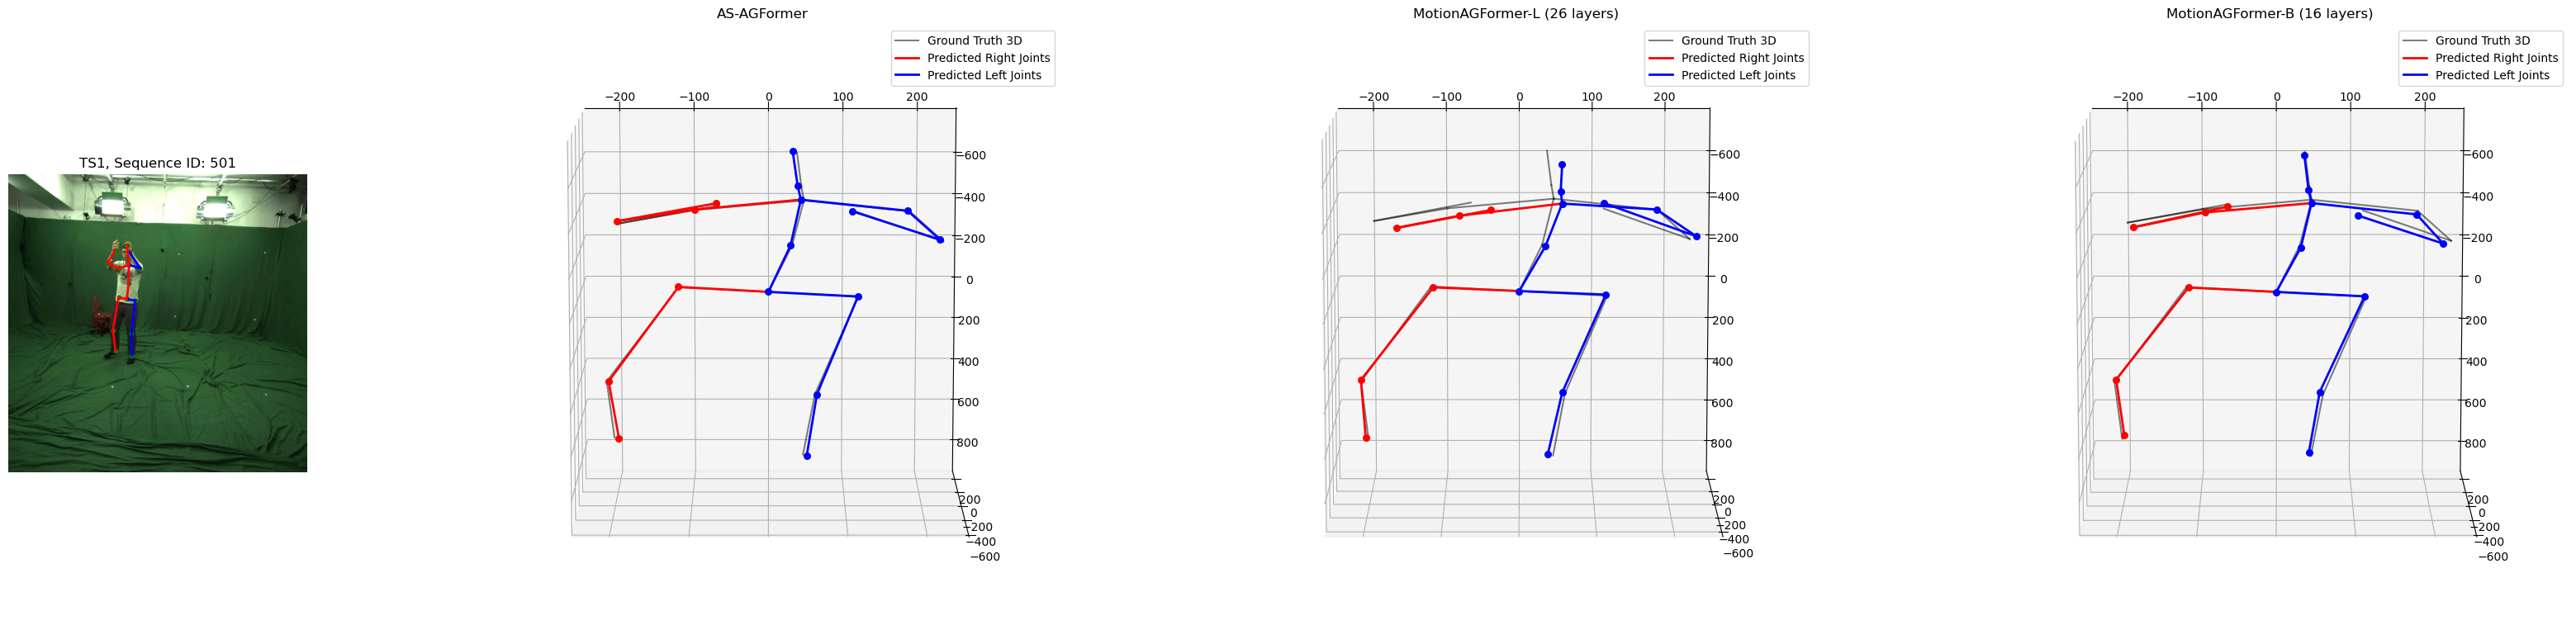 TS1, Sequence ID: 501
AS-AGFormer
Ground Truth 3D
Predicted Right Joints
Predicted Left Joints
−200 −100 0 100 200
−600
−400
−200
0
200
400
600
800
200
0
−200
−400
−600
MotionAGFormer-L (26 layers)
Ground Truth 3D
Predicted Right Joints
Predicted Left Joints
−200 −100 0 100 200
−600
−400
−200
0
200
400
600
800
200
0
−200
−400
−600
MotionAGFormer-B (16 layers)
Ground Truth 3D
Predicted Right Joints
Predicted Left Joints
−200 −100 0 100 200
−600
−400
−200
0
200
400
600
800
200
0
−200
−400
−600